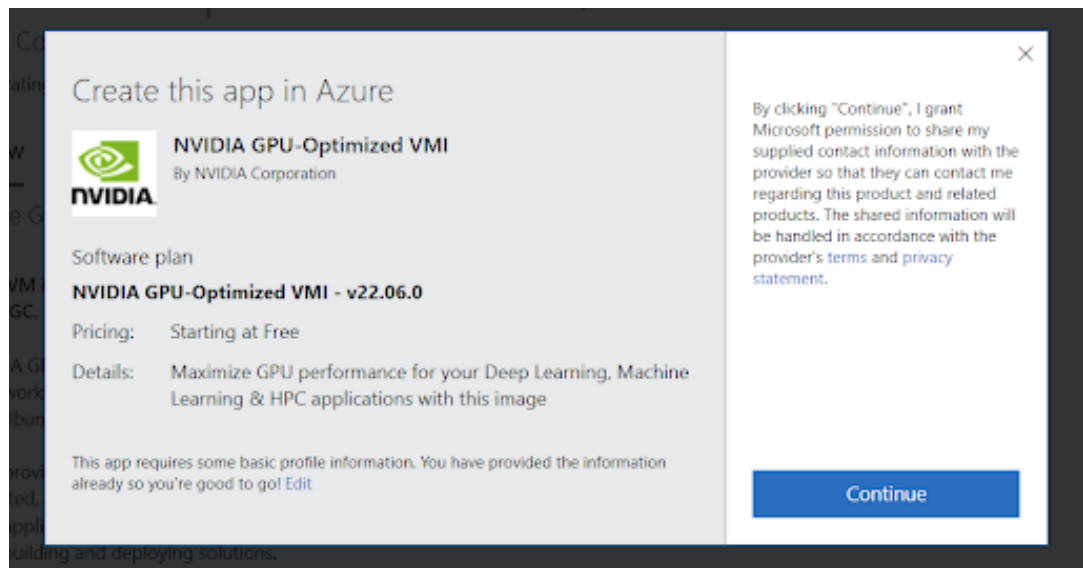 Create this app in Azure
NVIDIA GPU-Optimized VMI
By NVIDIA Corporation
NVIDIA.
Software plan
NVIDIA GPU-Optimized VMI - v22.06.0
Pricing: Starting at Free
Details: Maximize GPU performance for your Deep Learning, Machine
Learning & HPC applications with this image
This app requires some basic profile information. You have provided the information
already so you're good to go! Edit
By clicking "Continue", I grant
Microsoft permission to share my
supplied contact information with the
provider so that they can contact me
regarding this product and related
products. The shared information will
be handled in accordance with the
provider's terms and privacy
statement.
Continue
building and deploying solutions.